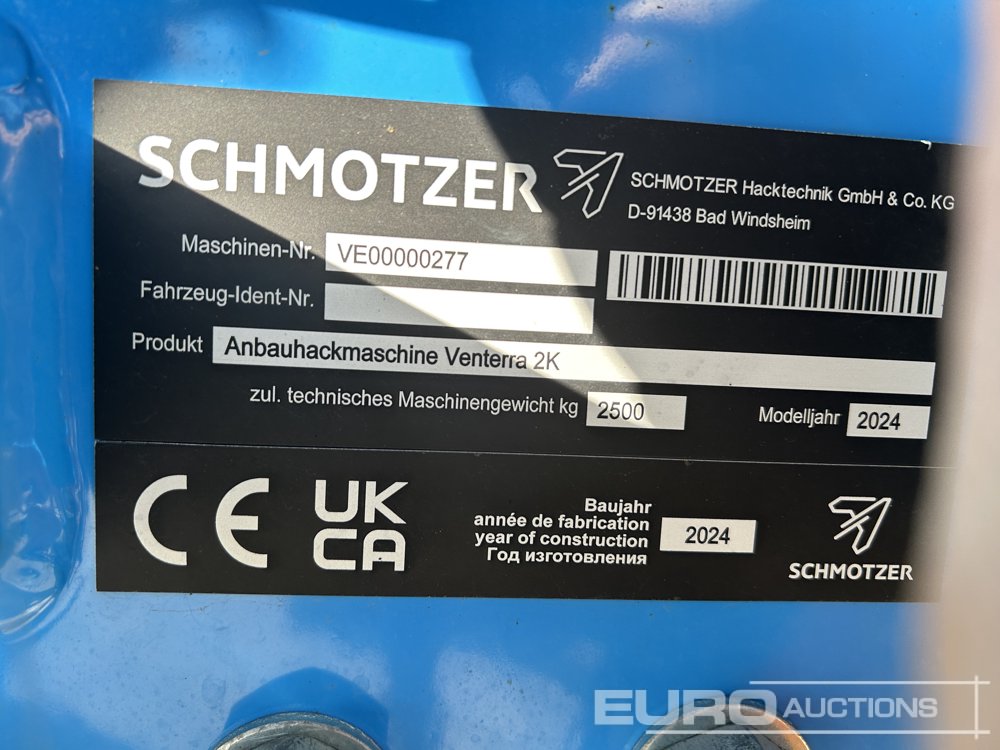 SCHMOTZER
SCHMOTZER Hacktechnik GmbH & Co. KG
D-91438 Bad Windsheim
Maschinen-Nr. VE00000277
Fahrzeug-Ident-Nr.
Produkt Anbauhackmaschine Venterra 2K
zul. technisches Maschinengewicht kg 2500 Modelljahr 2024
CE UK
CA
Baujahr
année de fabrication
year of construction 2024
Год изготовления
SCHMOTZER
EURO AUCTIONS